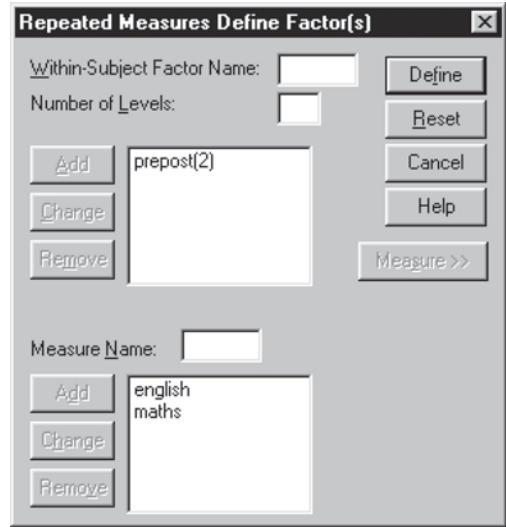 Repeated Measures Define Factor(s)
Within-Subject Factor Name:
Define
Number of Levels:
Reset
Add
prepost(2)
Cancel
Change
Help
Remove
Measure >>
Measure Name:
Add
english
maths
Change
Remove